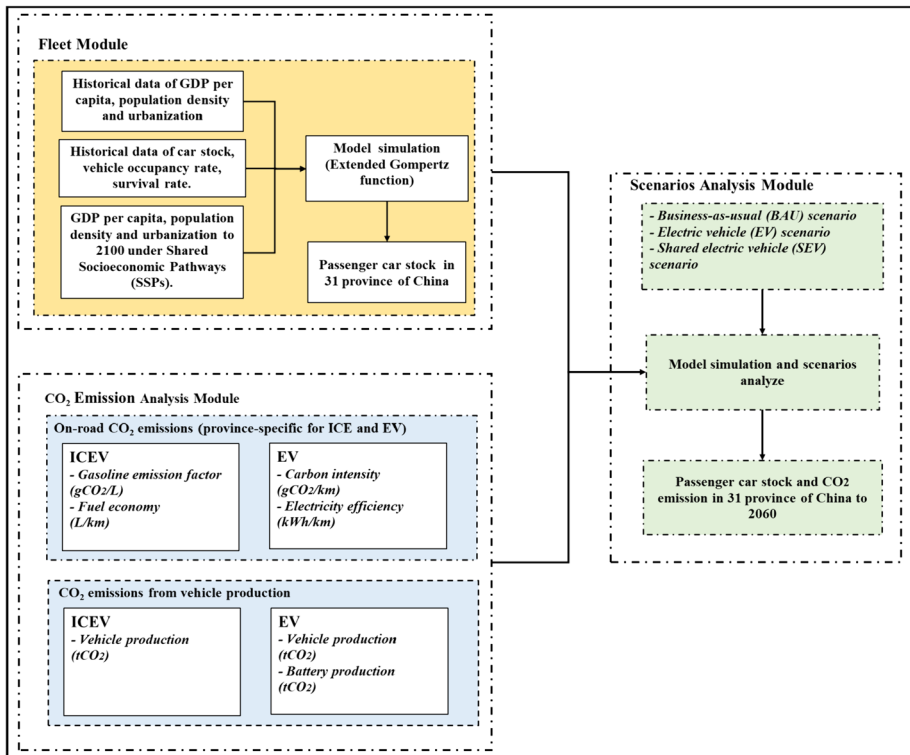 Fleet Module
Historical data of GDP per
capita, population density
and urbanization
Historical data of car stock,
vehicle occupancy rate,
survival rate.
GDP per capita, population
density and urbanization to
2100 under Shared
Socioeconomic Pathways
(SSPs).
Model simulation
(Extended Gompertz
function)
Passenger car stock in
31 province of China
CO2 Emission Analysis Module
On-road CO2 emissions (province-specific for ICE and EV)
ICEV
- Gasoline emission factor
(gCO2/L)
- Fuel economy
(L/km)
EV
- Carbon intensity
(gCO2/km)
- Electricity efficiency
(kWh/km)
CO2 emissions from vehicle production
ICEV
- Vehicle production
(tCO2)
EV
- Vehicle production
(tCO2)
- Battery production
(tCO2)
Scenarios Analysis Module
- Business-as-usual (BAU) scenario
- Electric vehicle (EV) scenario
- Shared electric vehicle (SEV)
scenario
Model simulation and scenarios
analyze
Passenger car stock and CO2
emission in 31 province of China to
2060